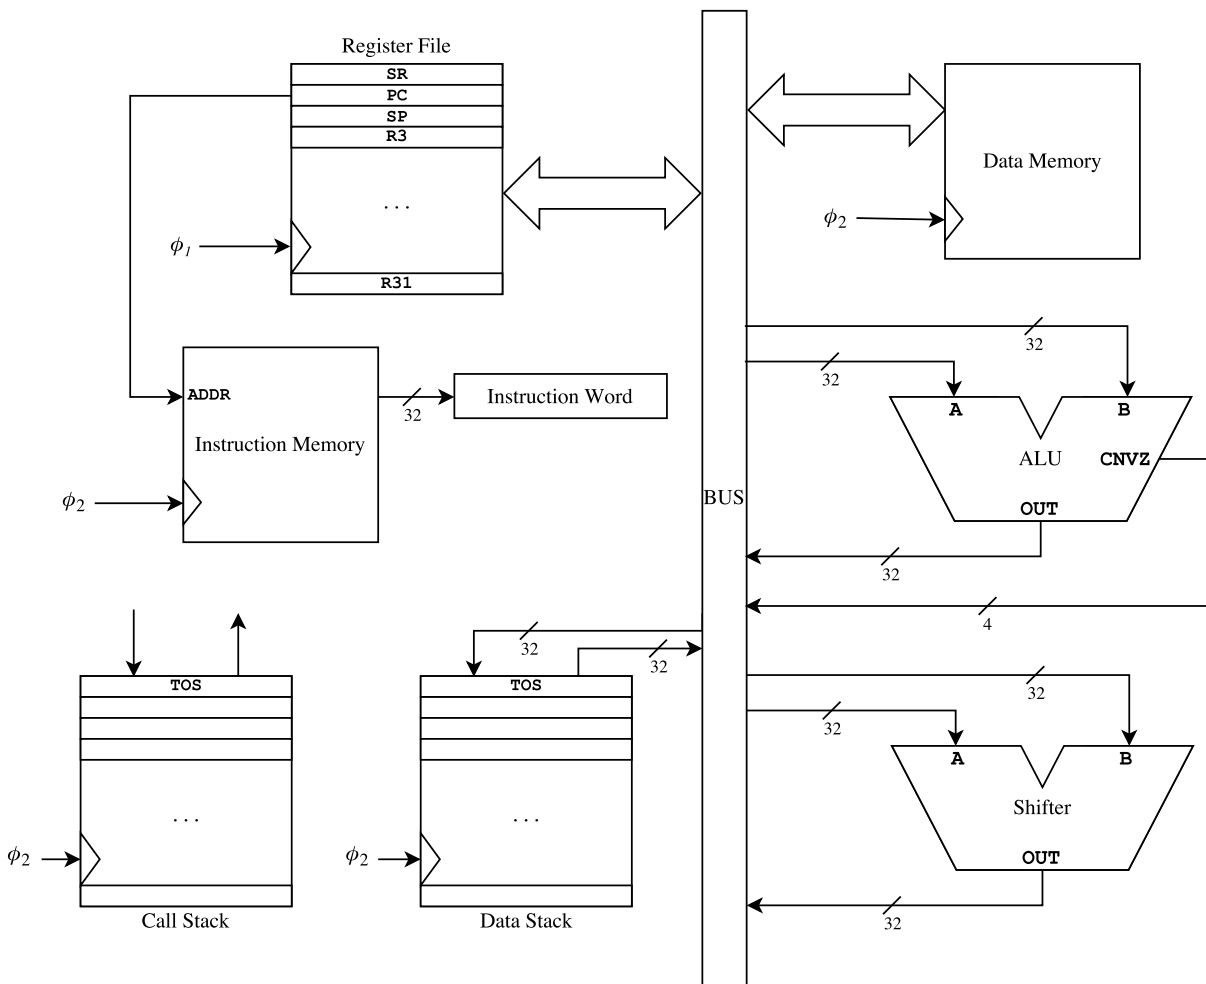 Register File
SR
PC
SP
R3
. . .
ϕ1
R31
Data Memory
ϕ2
32
32
ADDR
Instruction Memory
32
Instruction Word
ϕ2
A
B
ALU
CNVZ
OUT
BUS
32
4
32
32
TOS
TOS
32
32
A
B
Shifter
OUT
. . .
. . .
ϕ2
ϕ2
32
Call Stack
Data Stack